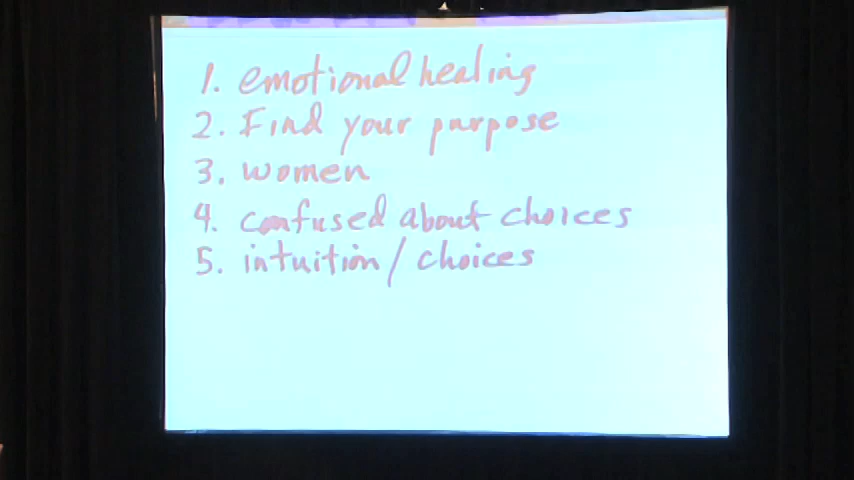 1. emotional healing
2. Find your purpose
3. women
4. confused about choices
5. intuition / choices